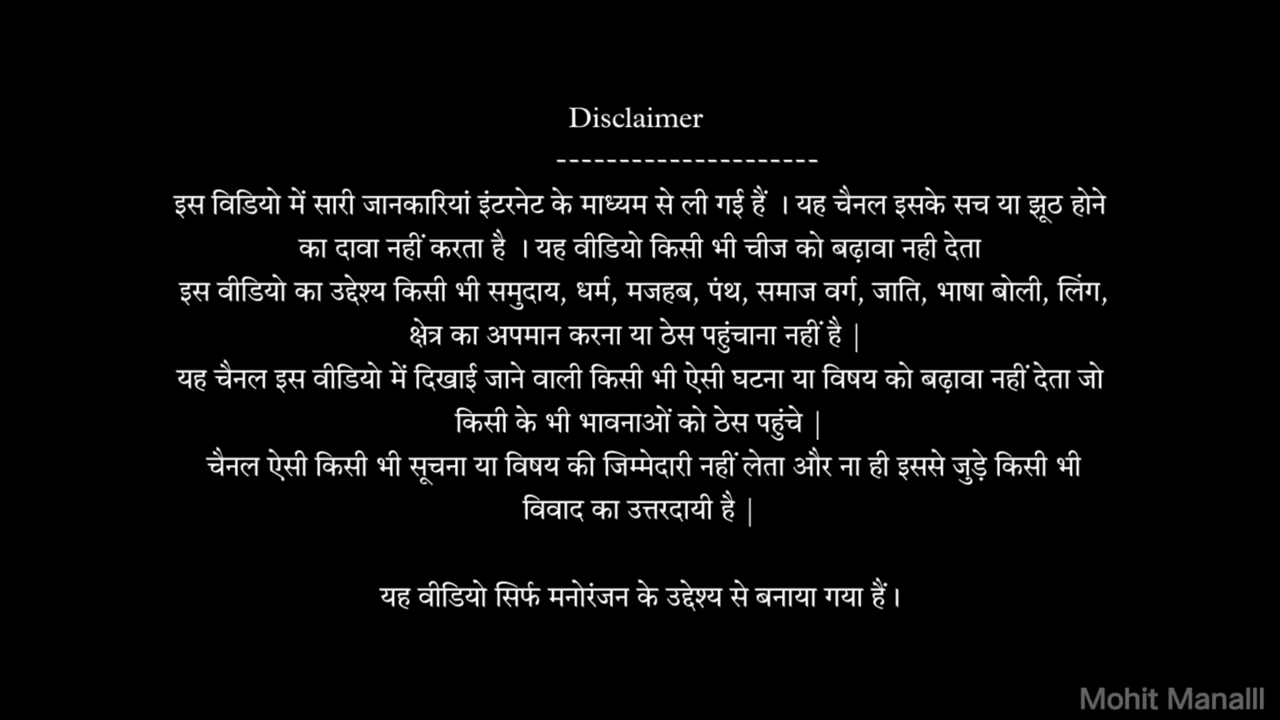 Disclaimer
---------------------
इस विडियो में सारी जानकारियां इंटरनेट के माध्यम से ली गई हैं । यह चैनल इसके सच या झूठ होने
का दावा नहीं करता है । यह वीडियो किसी भी चीज को बढ़ावा नही देता
इस वीडियो का उद्देश्य किसी भी समुदाय, धर्म, मजहब, पंथ, समाज वर्ग, जाति, भाषा बोली, लिंग,
क्षेत्र का अपमान करना या ठेस पहुंचाना नहीं है |
यह चैनल इस वीडियो में दिखाई जाने वाली किसी भी ऐसी घटना या विषय को बढ़ावा नहीं देता जो
किसी के भी भावनाओं को ठेस पहुंचे |
चैनल ऐसी किसी भी सूचना या विषय की जिम्मेदारी नहीं लेता और ना ही इससे जुड़े किसी भी
विवाद का उत्तरदायी है |
यह वीडियो सिर्फ मनोरंजन के उद्देश्य से बनाया गया हैं।
Mohit Manalll